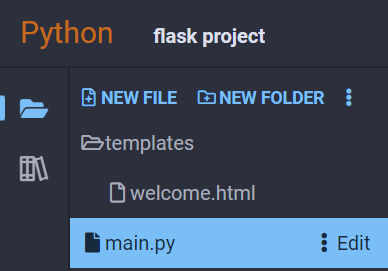 Python flask project
NEW FILE NEW FOLDER
templates
welcome.html
main.py Edit